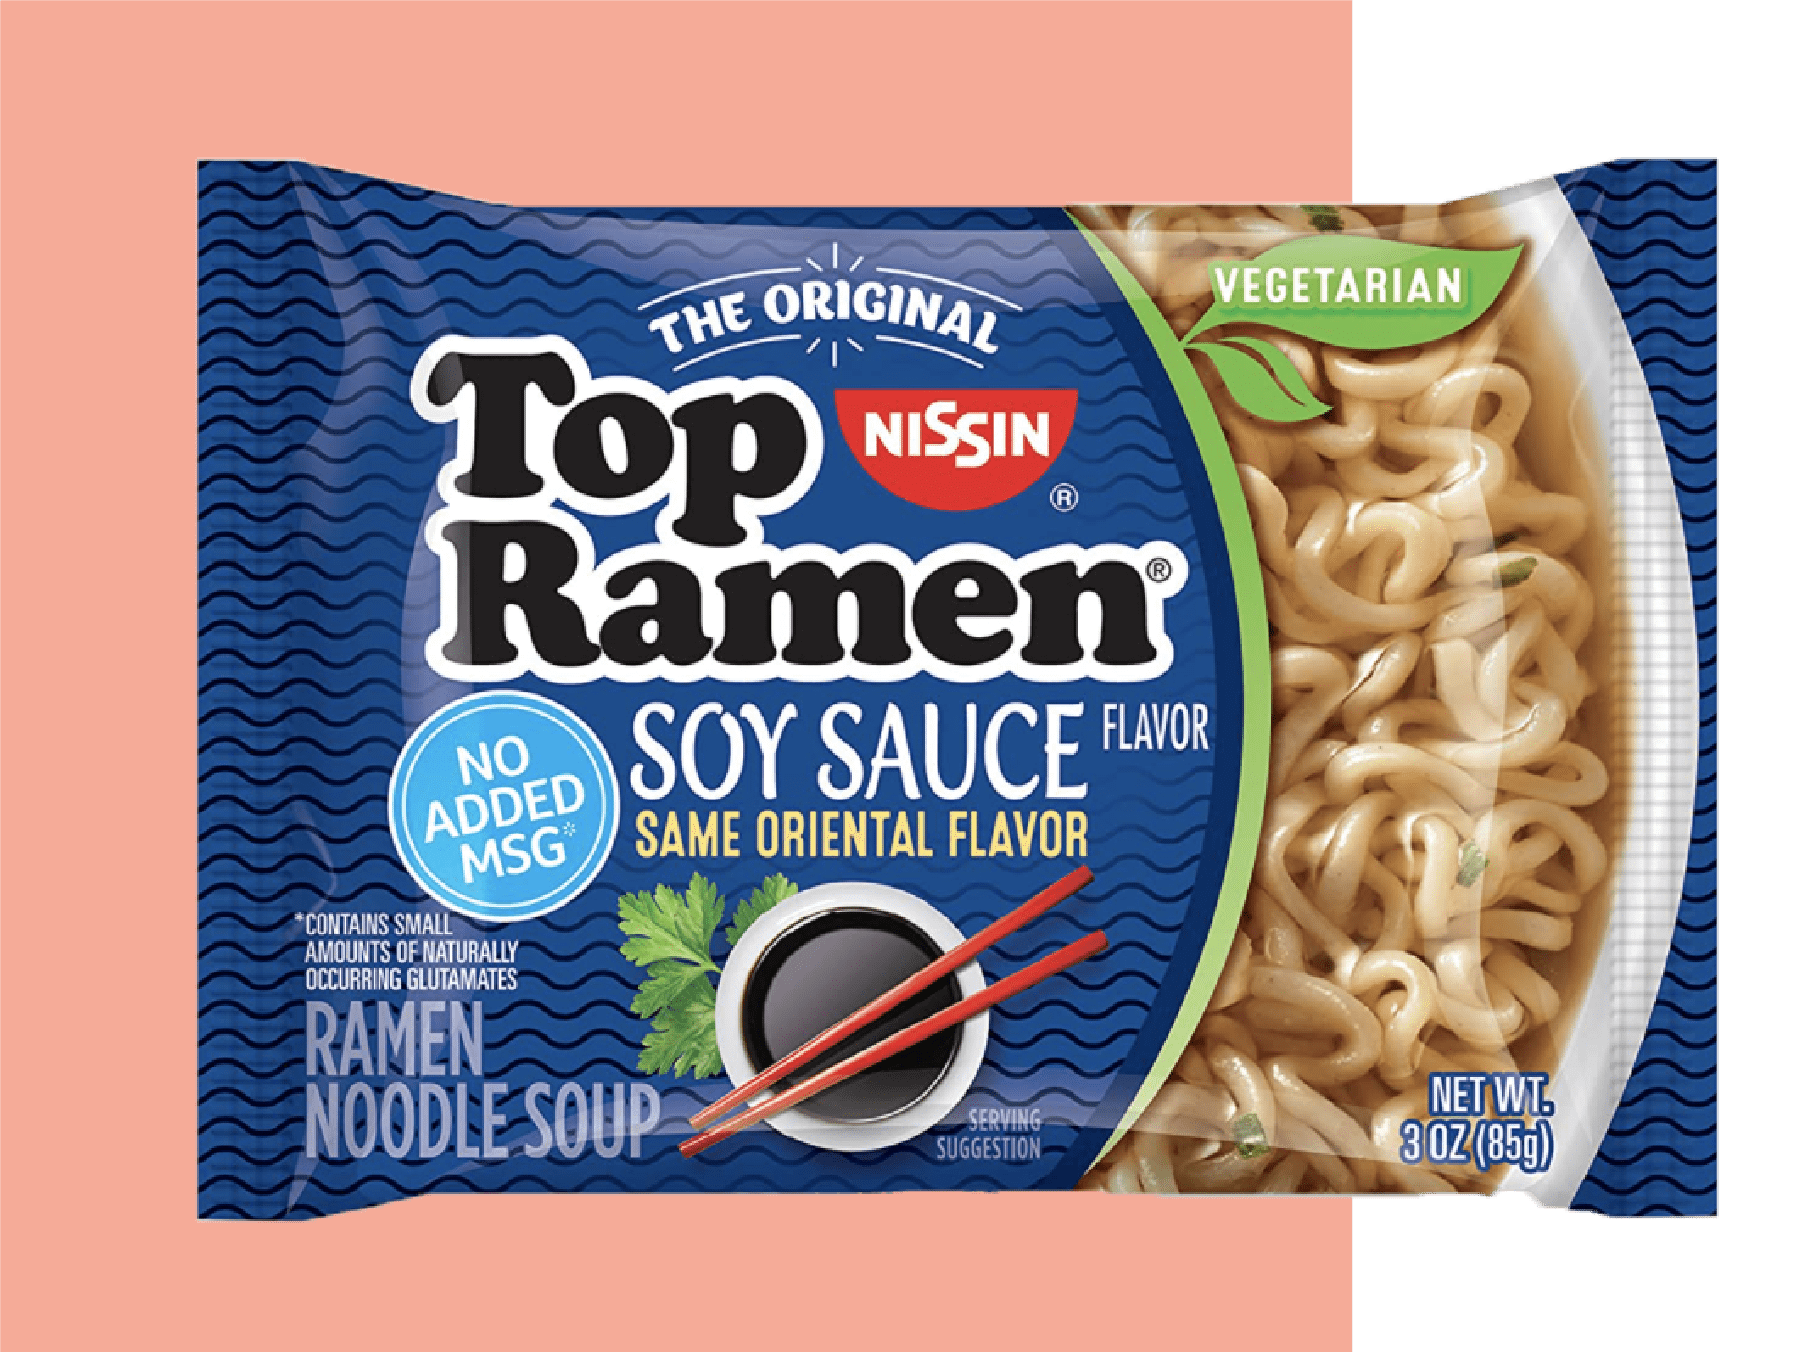 THE ORIGINAL
Top
NISSIN
®
Ramen®
SOY SAUCE FLAVOR
SAME ORIENTAL FLAVOR
VEGETARIAN
NO
ADDED
MSG*
*CONTAINS SMALL
AMOUNTS OF NATURALLY
OCCURRING GLUTAMATES
RAMEN
NOODLE SOUP
SERVING
SUGGESTION
NET WT.
3 OZ (85g)